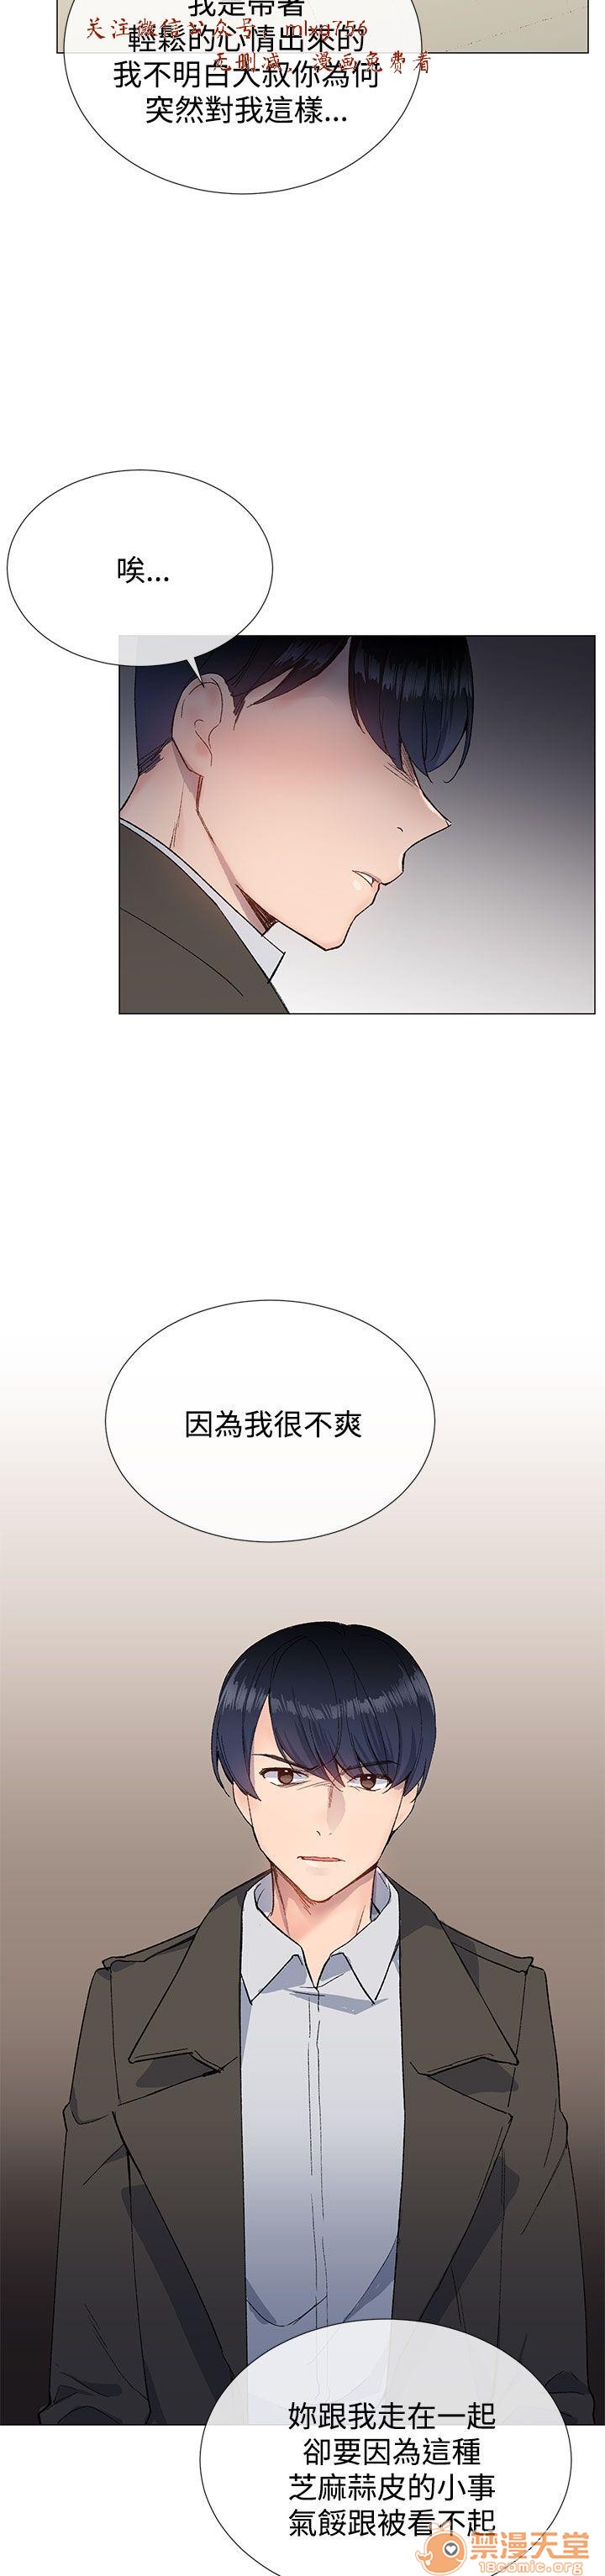 我是帶著
关注微信公众号：mlxq756
輕鬆的心情出來的
无删减，漫画免费看
我不明白大叔你為何
突然對我這樣...
唉...
因為我很不爽
妳跟我走在一起
卻要因為這種
芝麻蒜皮的小事
氣餒跟被看不起
禁漫天堂
18comic.org